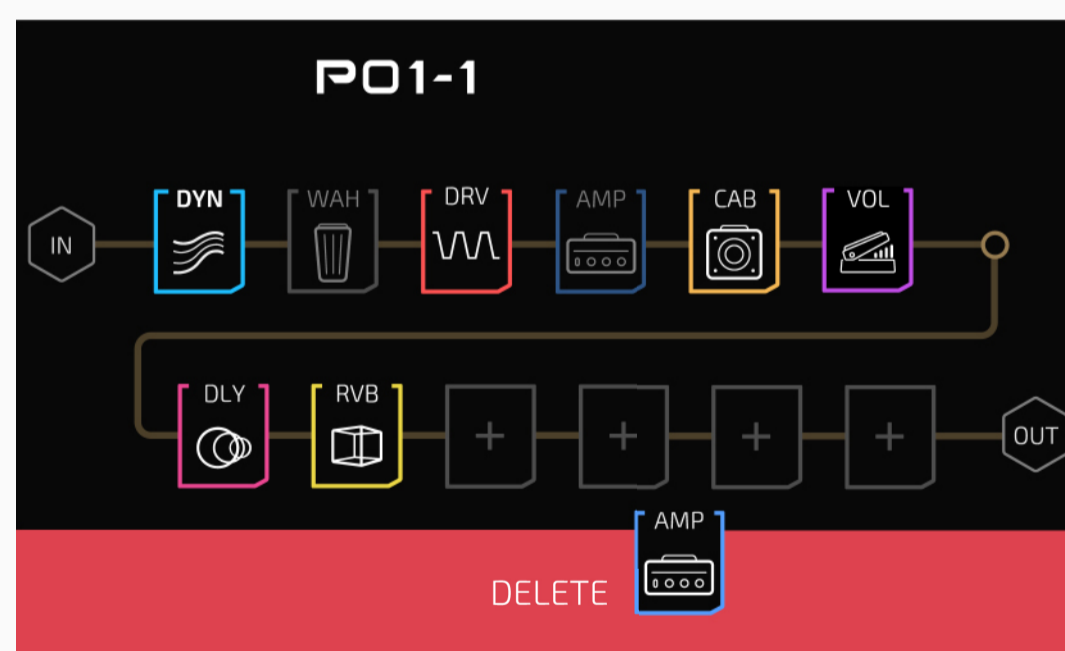 P01-1
IN DYN WAH DRV AMP CAB VOL
DLY RVB + + + + OUT
AMP
DELETE